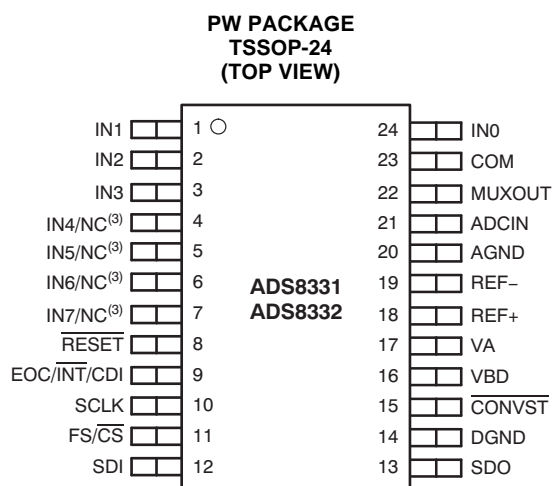 PW PACKAGE
TSSOP-24
(TOP VIEW)
IN1 1 24 IN0
IN2 2 23 COM
IN3 3 22 MUXOUT
IN4/NC(3) 4 21 ADCIN
IN5/NC(3) 5 20 AGND
IN6/NC(3) 6 19 REF−
ADS8331
IN7/NC(3) 7 18 REF+
ADS8332
RESET 8 17 VA
EOC/INT/CDI 9 16 VBD
SCLK 10 15 CONVST
FS/CS 11 14 DGND
SDI 12 13 SDO